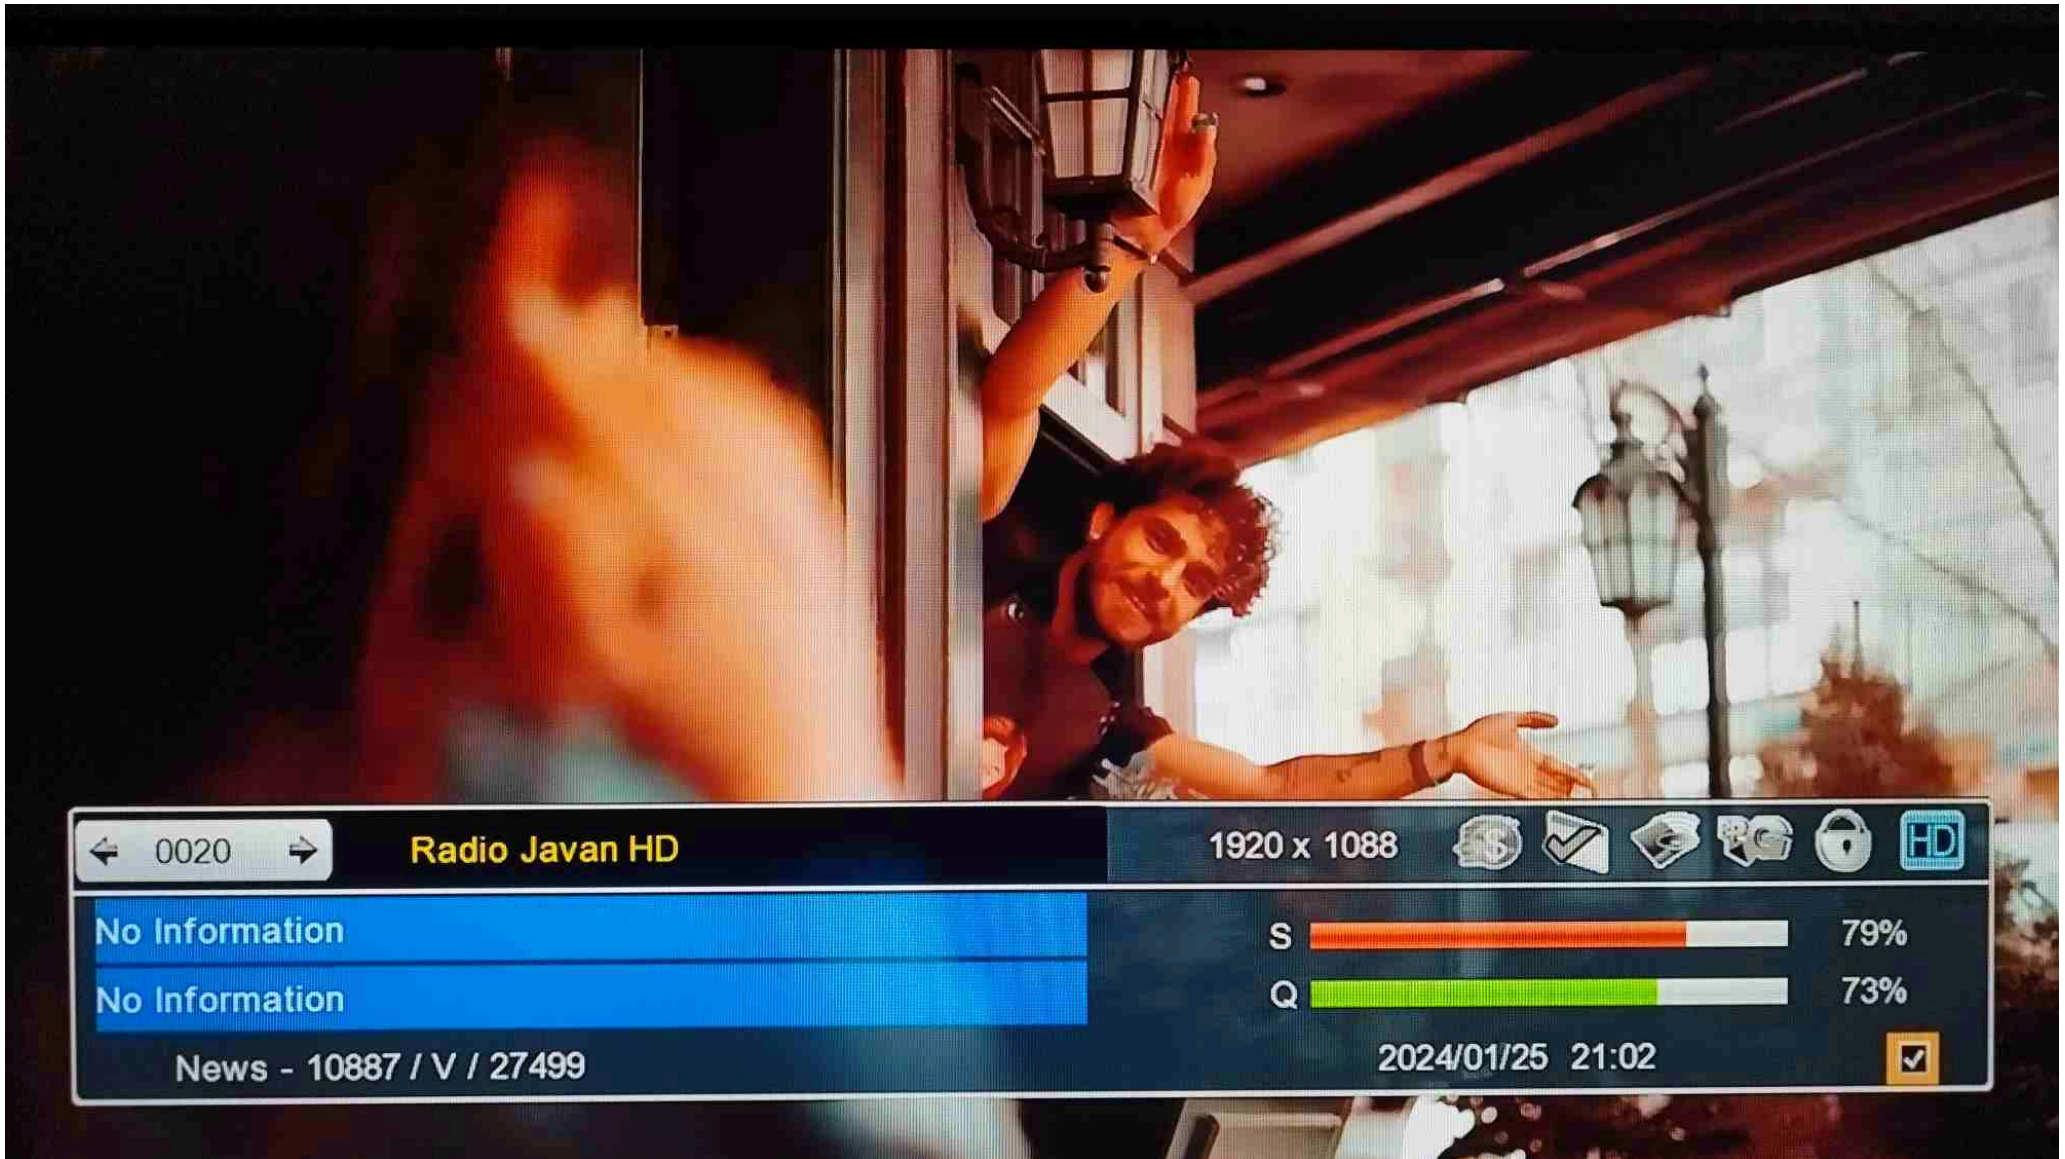 0020
Radio Javan HD
1920 x 1088
$
HD
No Information
S 79%
No Information
Q 73%
News - 10887 / V / 27499
2024/01/25 21:02